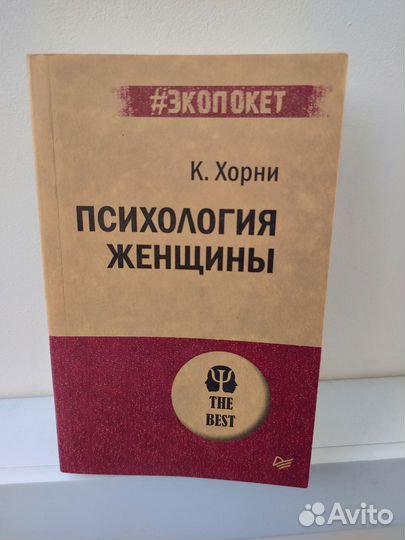 #ЭКОПОКЕТ
К. Хорни
ПСИХОЛОГИЯ
ЖЕНЩИНЫ
Ψ
THE
BEST
Avito